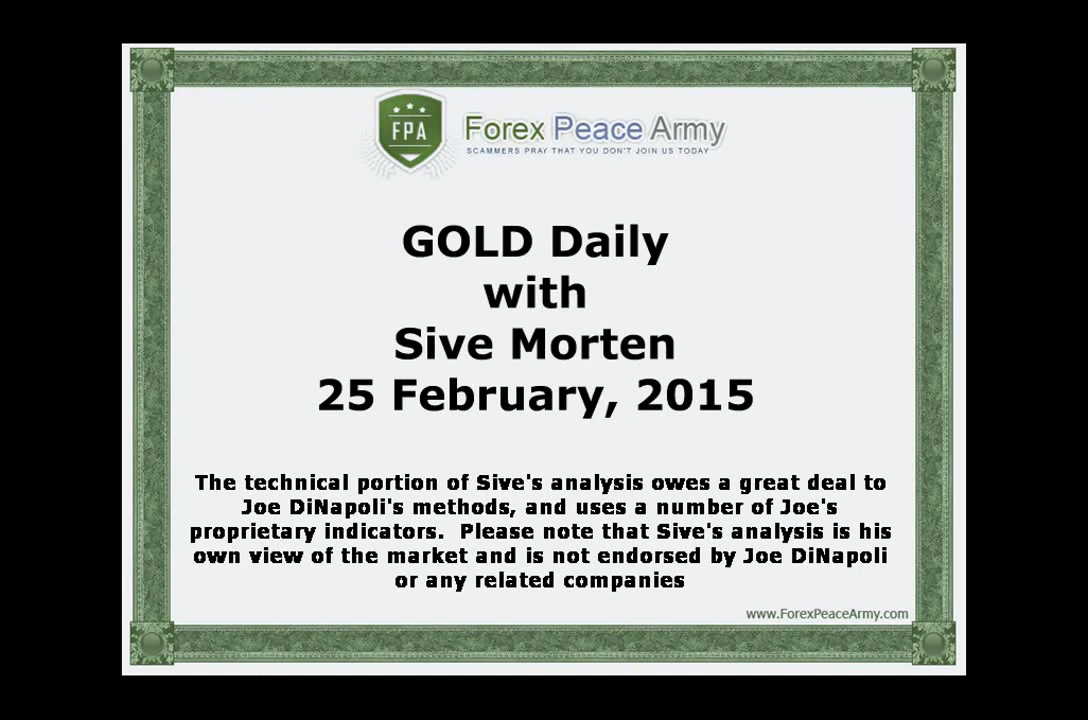 FPA
Forex Peace Army
SCAMMERS PRAY THAT YOU DON'T JOIN US TODAY
GOLD Daily
with
Sive Morten
25 February, 2015
The technical portion of Sive's analysis owes a great deal to
Joe DiNapoli's methods, and uses a number of Joe's
proprietary indicators.  Please note that Sive's analysis is his
own view of the market and is not endorsed by Joe DiNapoli
or any related companies
www.ForexPeaceArmy.com